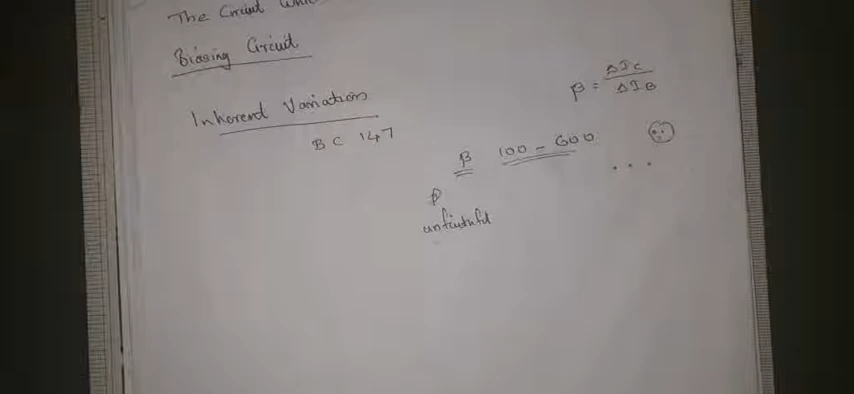 The Circuit
Biasing Circuit
Inherent Variations
β = ΔIC / ΔIB
BC 147
β 100 - 600
β
unfaithful